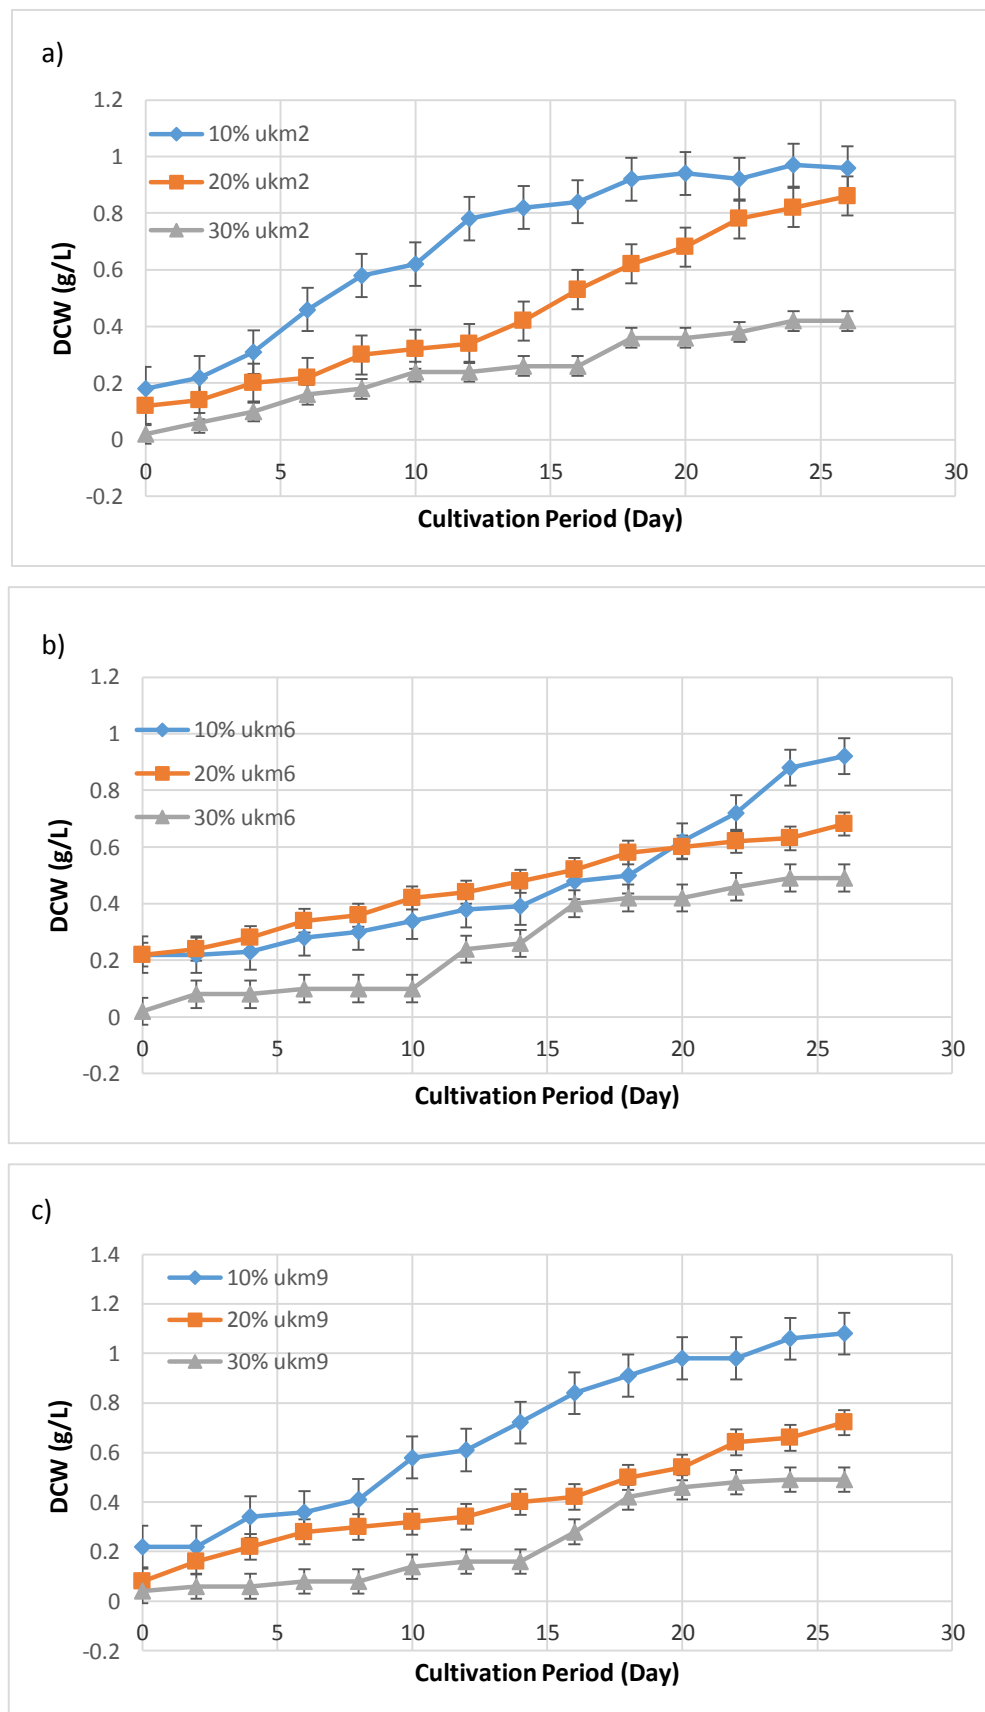 a)
1.2
1
0.8
0.6
0.4
0.2
0
-0.2
10% ukm2
20% ukm2
30% ukm2
DCW (g/L)
0 5 10 15 20 25 30
Cultivation Period (Day)
b)
1.2
1
0.8
0.6
0.4
0.2
0
-0.2
10% ukm6
20% ukm6
30% ukm6
DCW (g/L)
0 5 10 15 20 25 30
Cultivation Period (Day)
c)
1.4
1.2
1
0.8
0.6
0.4
0.2
0
-0.2
10% ukm9
20% ukm9
30% ukm9
DCW (g/L)
0 5 10 15 20 25 30
Cultivation Period (Day)